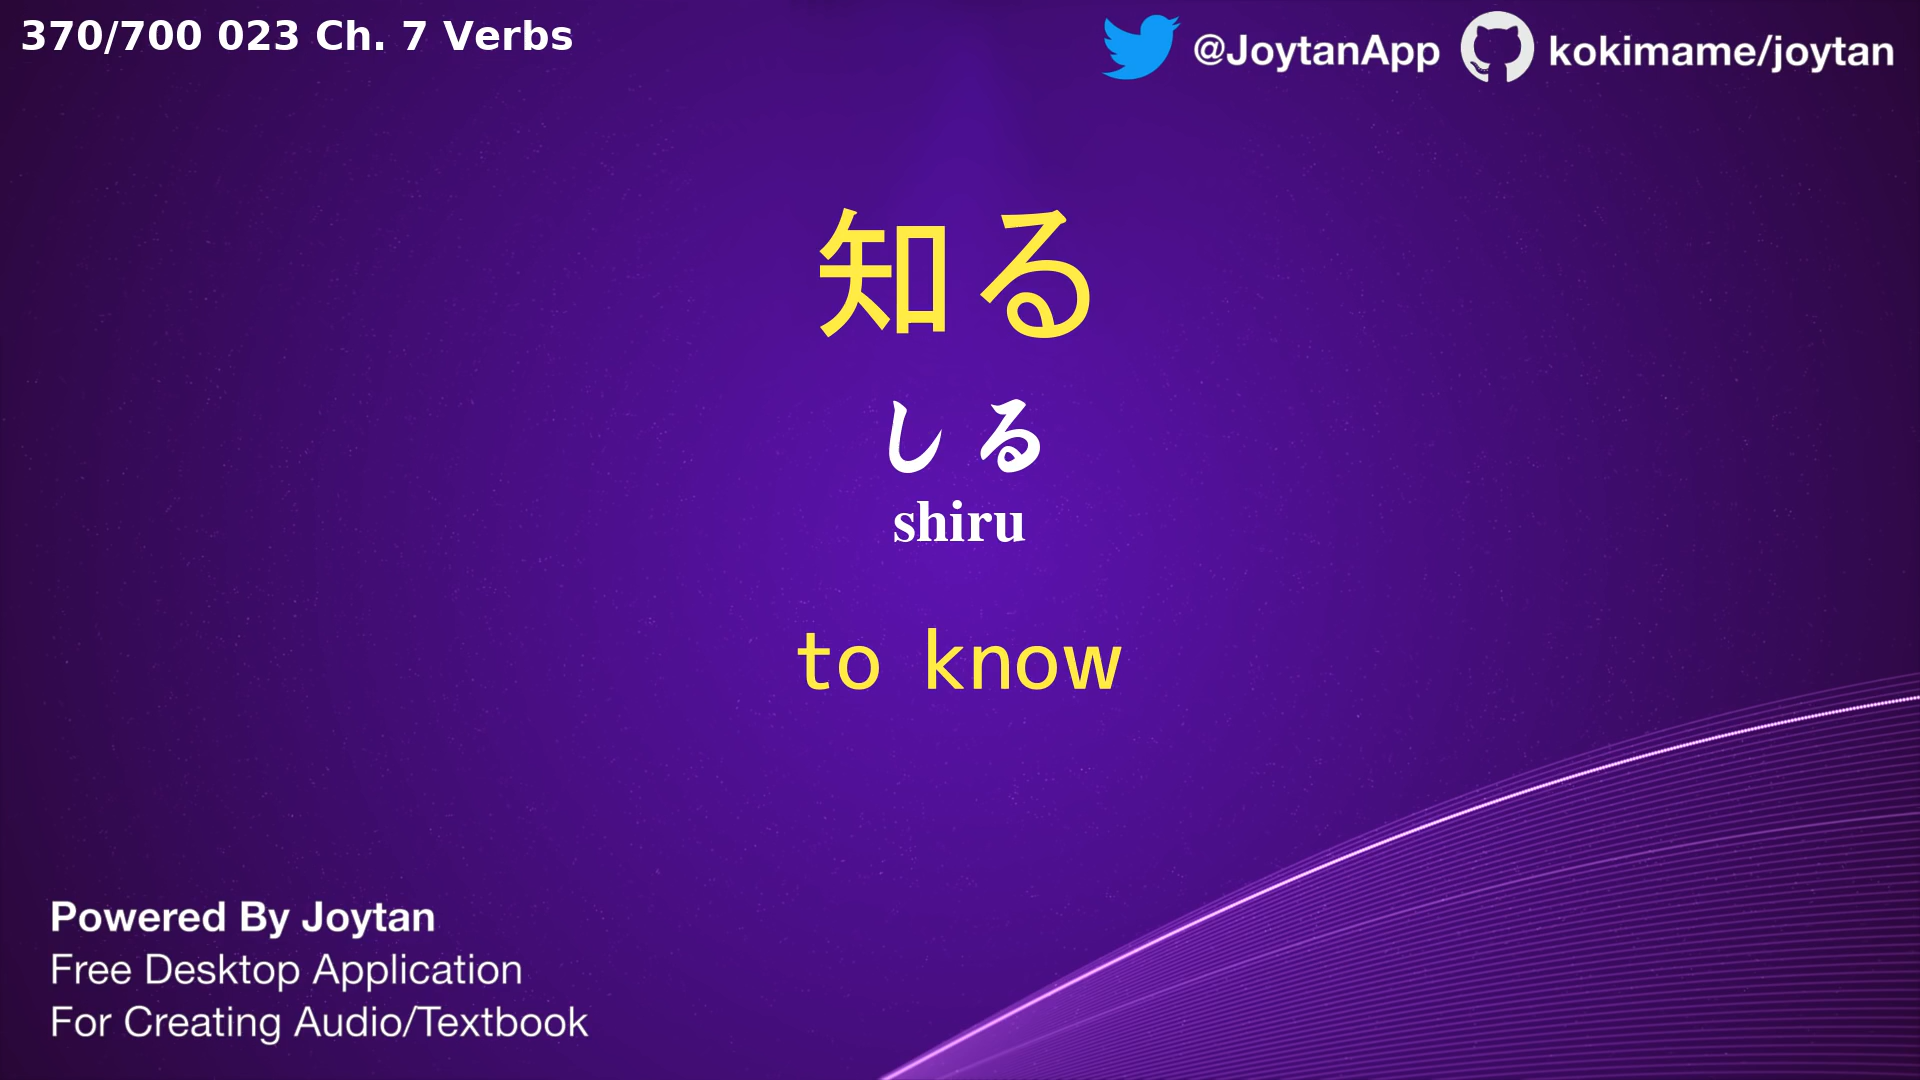 370/700 023 Ch. 7 Verbs
@JoytanApp
kokimame/joytan
知る
しる
shiru
to know
Powered By Joytan
Free Desktop Application
For Creating Audio/Textbook